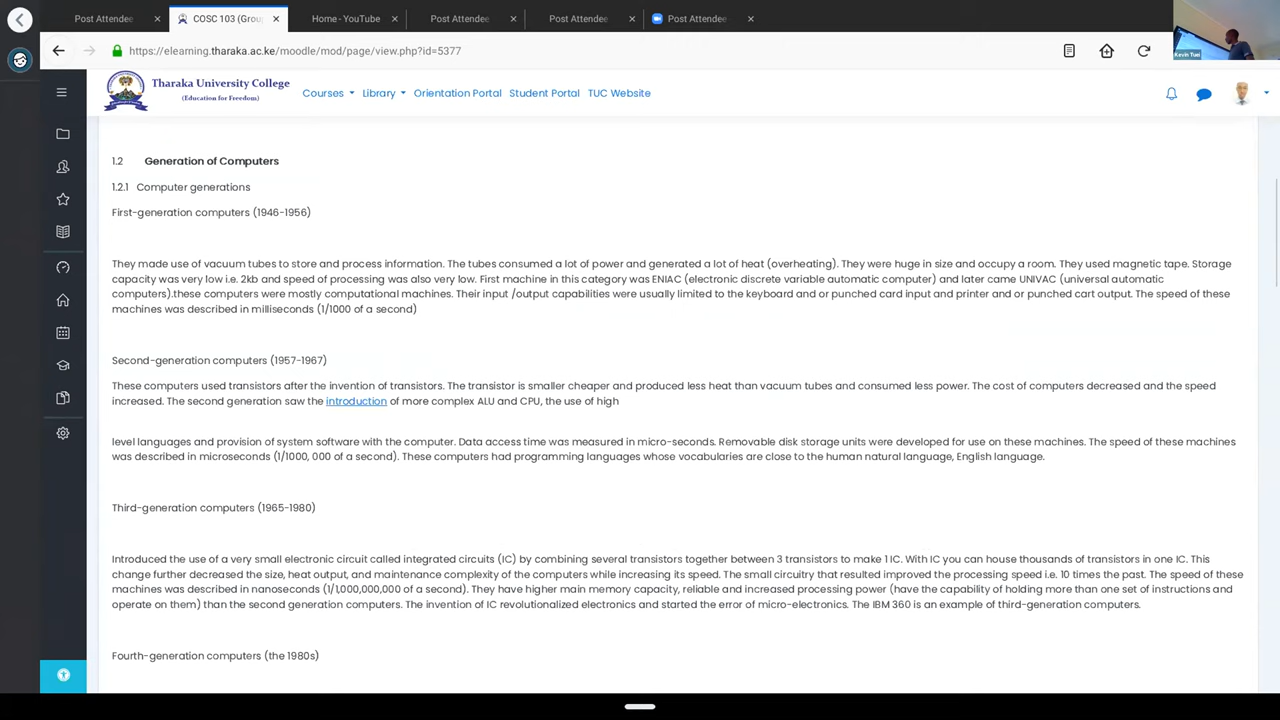 Post Attendee
COSC 103 (Grou
Home - YouTube
Post Attendee
Post Attendee
Post Attendee
https://elearning.tharaka.ac.ke/moodle/mod/page/view.php?id=5377
Kevin Tuei
Tharaka University College
(Education for Freedom)
Courses
Library
Orientation Portal
Student Portal
TUC Website
1.2 Generation of Computers
1.2.1 Computer generations
First-generation computers (1946-1956)
They made use of vacuum tubes to store and process information. The tubes consumed a lot of power and generated a lot of heat (overheating). They were huge in size and occupy a room. They used magnetic tape. Storage
capacity was very low i.e. 2kb and speed of processing was also very low. First machine in this category was ENIAC (electronic discrete variable automatic computer) and later came UNIVAC (universal automatic
computers).these computers were mostly computational machines. Their input /output capabilities were usually limited to the keyboard and or punched card input and printer and or punched cart output. The speed of these
machines was described in milliseconds (1/1000 of a second)
Second-generation computers (1957-1967)
These computers used transistors after the invention of transistors. The transistor is smaller cheaper and produced less heat than vacuum tubes and consumed less power. The cost of computers decreased and the speed
increased. The second generation saw the introduction of more complex ALU and CPU, the use of high
level languages and provision of system software with the computer. Data access time was measured in micro-seconds. Removable disk storage units were developed for use on these machines. The speed of these machines
was described in microseconds (1/1000, 000 of a second). These computers had programming languages whose vocabularies are close to the human natural language, English language.
Third-generation computers (1965-1980)
Introduced the use of a very small electronic circuit called integrated circuits (IC) by combining several transistors together between 3 transistors to make 1 IC. With IC you can house thousands of transistors in one IC. This
change further decreased the size, heat output, and maintenance complexity of the computers while increasing its speed. The small circuitry that resulted improved the processing speed i.e. 10 times the past. The speed of these
machines was described in nanoseconds (1/1,000,000,000 of a second). They have higher main memory capacity, reliable and increased processing power (have the capability of holding more than one set of instructions and
operate on them) than the second generation computers. The invention of IC revolutionalized electronics and started the error of micro-electronics. The IBM 360 is an example of third-generation computers.
Fourth-generation computers (the 1980s)